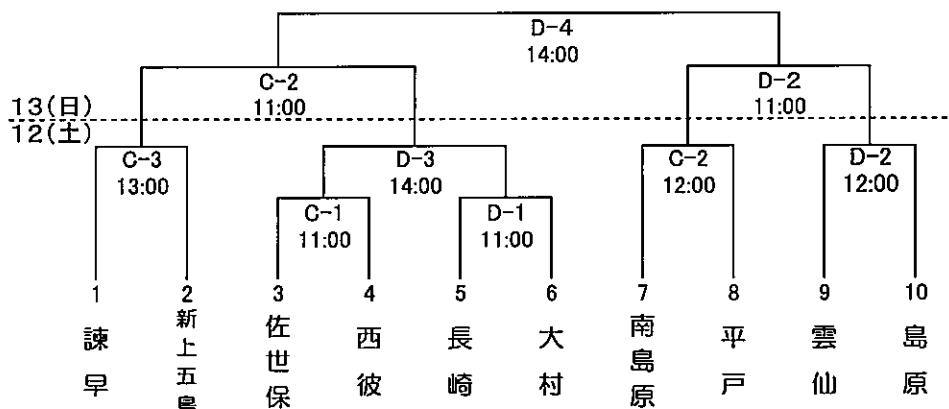 D-4
14:00
C-2
11:00
D-2
11:00
13(日)
12(土)
C-3
13:00
D-3
14:00
C-2
12:00
D-2
12:00
C-1
11:00
D-1
11:00
1 2 3 4 5 6 7 8 9 10
諫早
新上五島
佐世保
西彼
長崎
大村
南島原
平戸
雲仙
島原